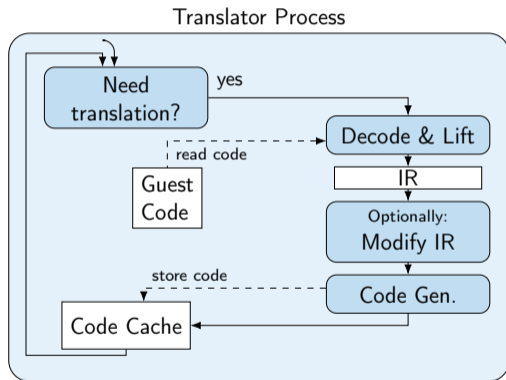 Translator Process
Need
translation?
yes
Decode & Lift
read code
IR
Guest
Code
Optionally:
Modify IR
store code
Code Gen.
Code Cache